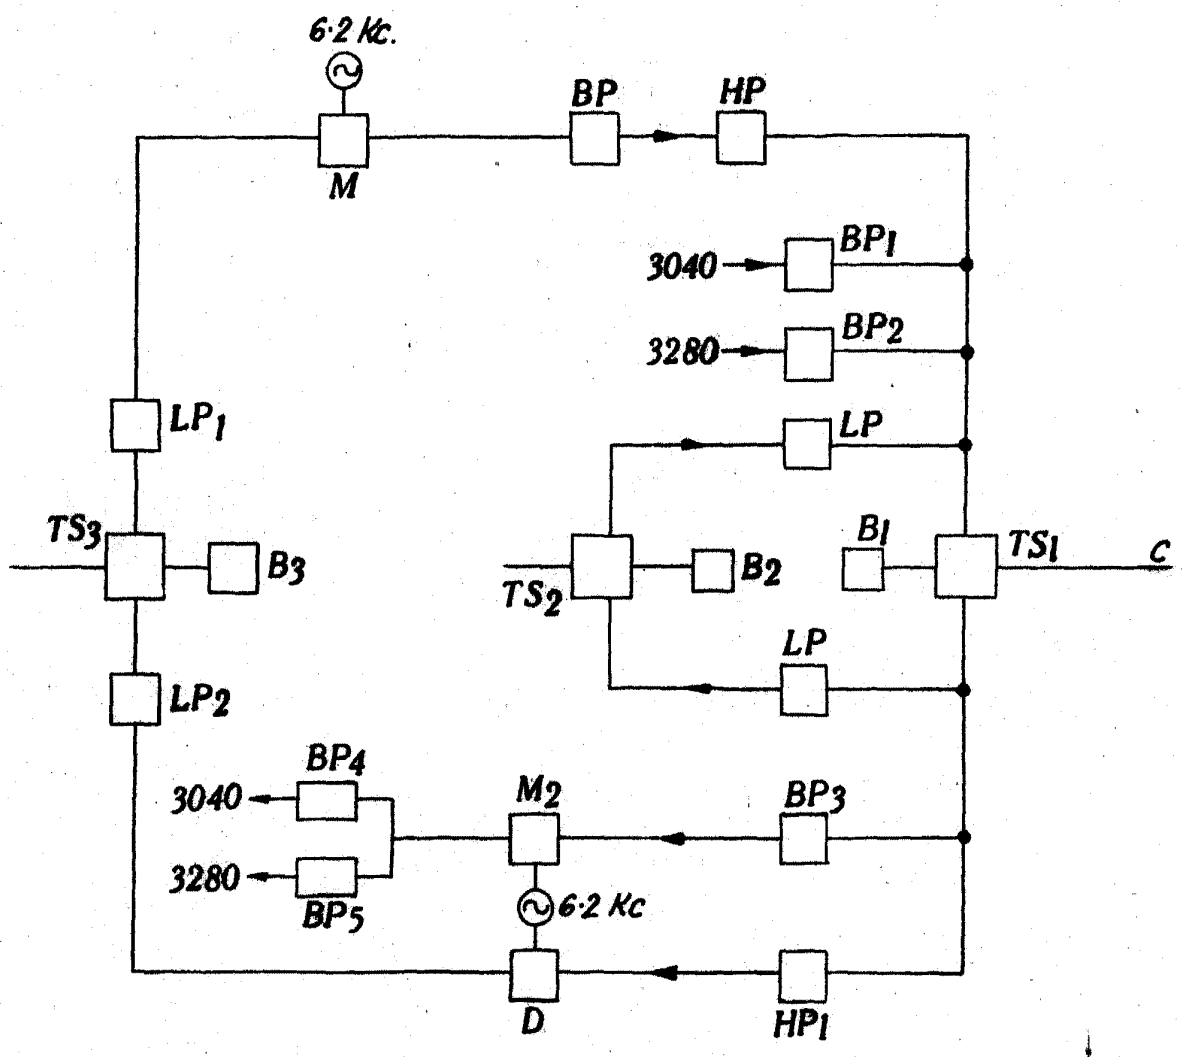 6·2 Kc.
M
BP
HP
3040
BP1
3280
BP2
LP1
LP
TS3
B3
TS2
B2
B1
TS1
C
LP2
LP
BP4
3040
M2
BP3
3280
BP5
6·2 Kc
D
HP1